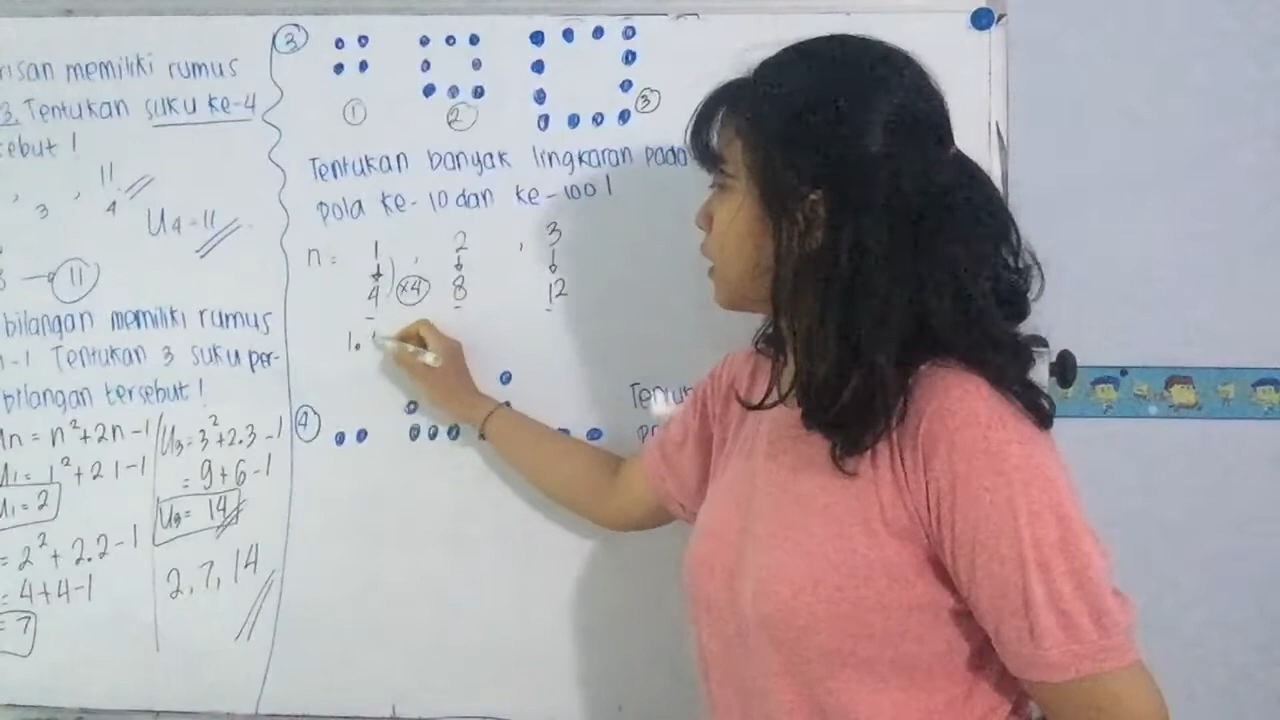 risan memiliki rumus
3. Tentukan suku ke-4
sebut !
11
, 3 , 4
U4=11
3 → 11
bilangan memiliki rumus
n-1 Tentukan 3 suku per-
bilangan tersebut !
Un = n²+2n-1
U1= 1²+2 1-1
U1=2
= 2²+2.2-1
= 4+4-1
= 7
U3=3²+2.3-1
= 9+6-1
U3= 14
2, 7, 14
3
1
2
3
Tentukan banyak lingkaran pada
pola ke-10 dan ke-100!
n = 1 , 2 , 3
4 ×4 8 12
1.
4